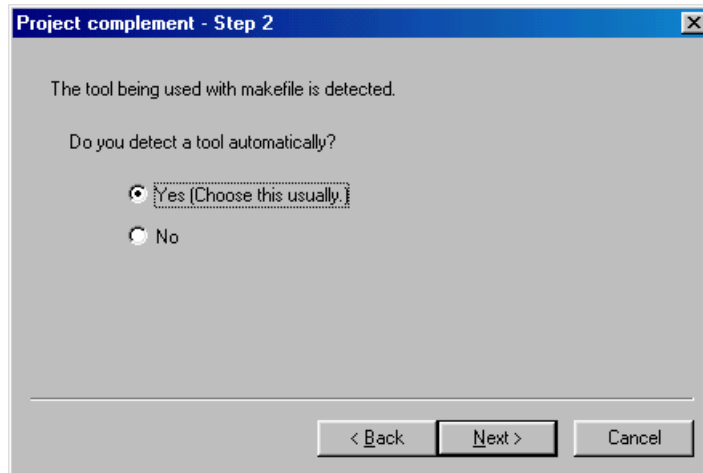 Project complement - Step 2
The tool being used with makefile is detected.
Do you detect a tool automatically?
Yes (Choose this usually.)
No
< Back
Next >
Cancel